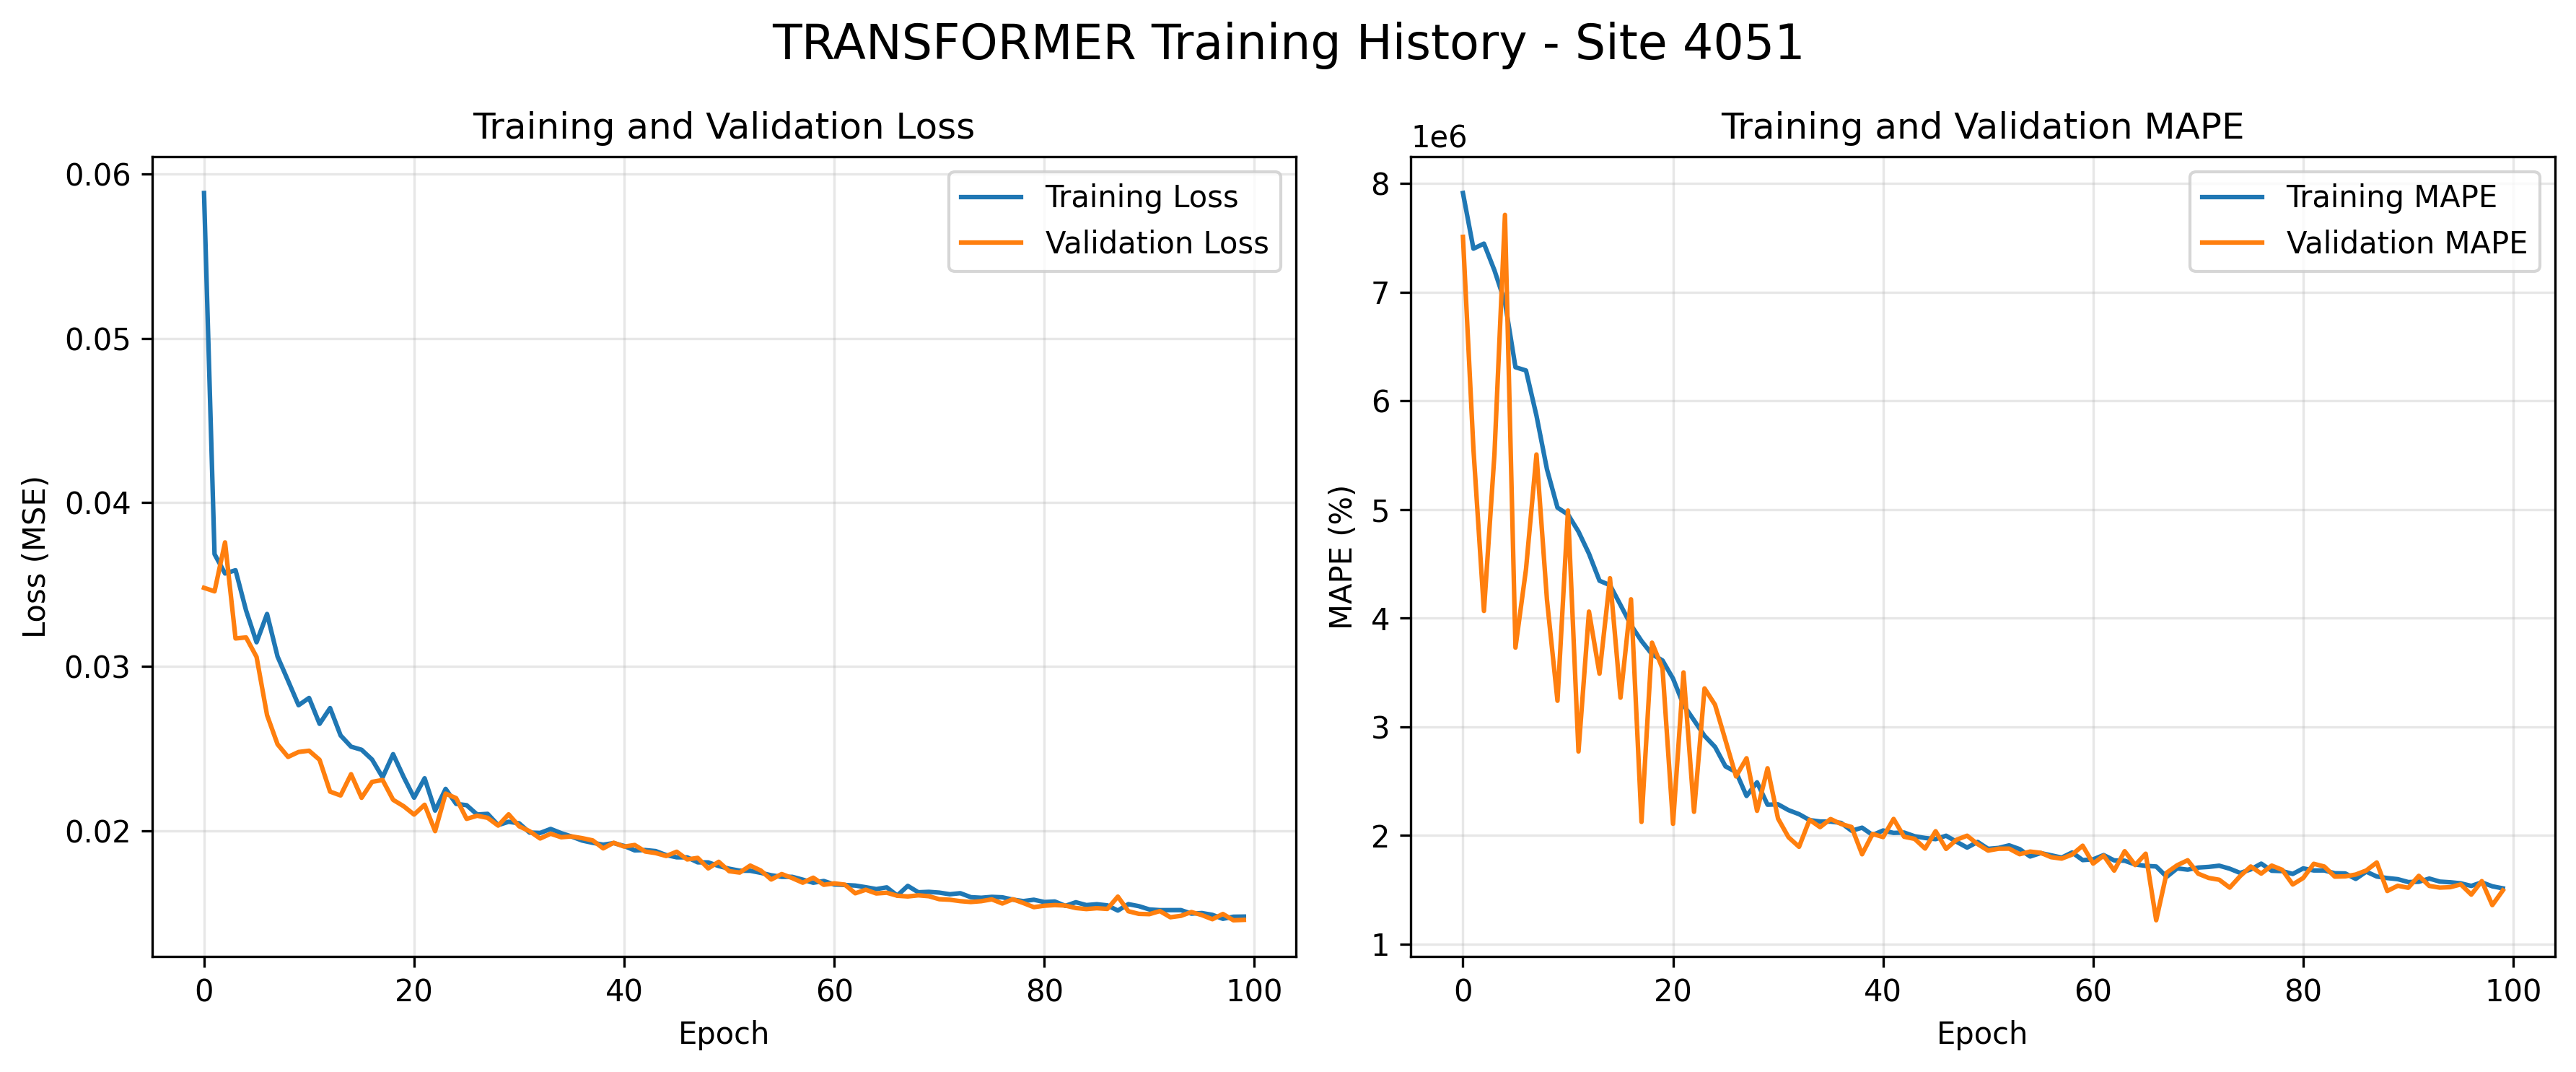 TRANSFORMER Training History - Site 4051
Training and Validation Loss
0.06
0.05
0.04
0.03
0.02
Loss (MSE)
Training Loss
Validation Loss
0 20 40 60 80 100
Epoch
Training and Validation MAPE
1e6
8
7
6
5
4
3
2
1
MAPE (%)
Training MAPE
Validation MAPE
0 20 40 60 80 100
Epoch